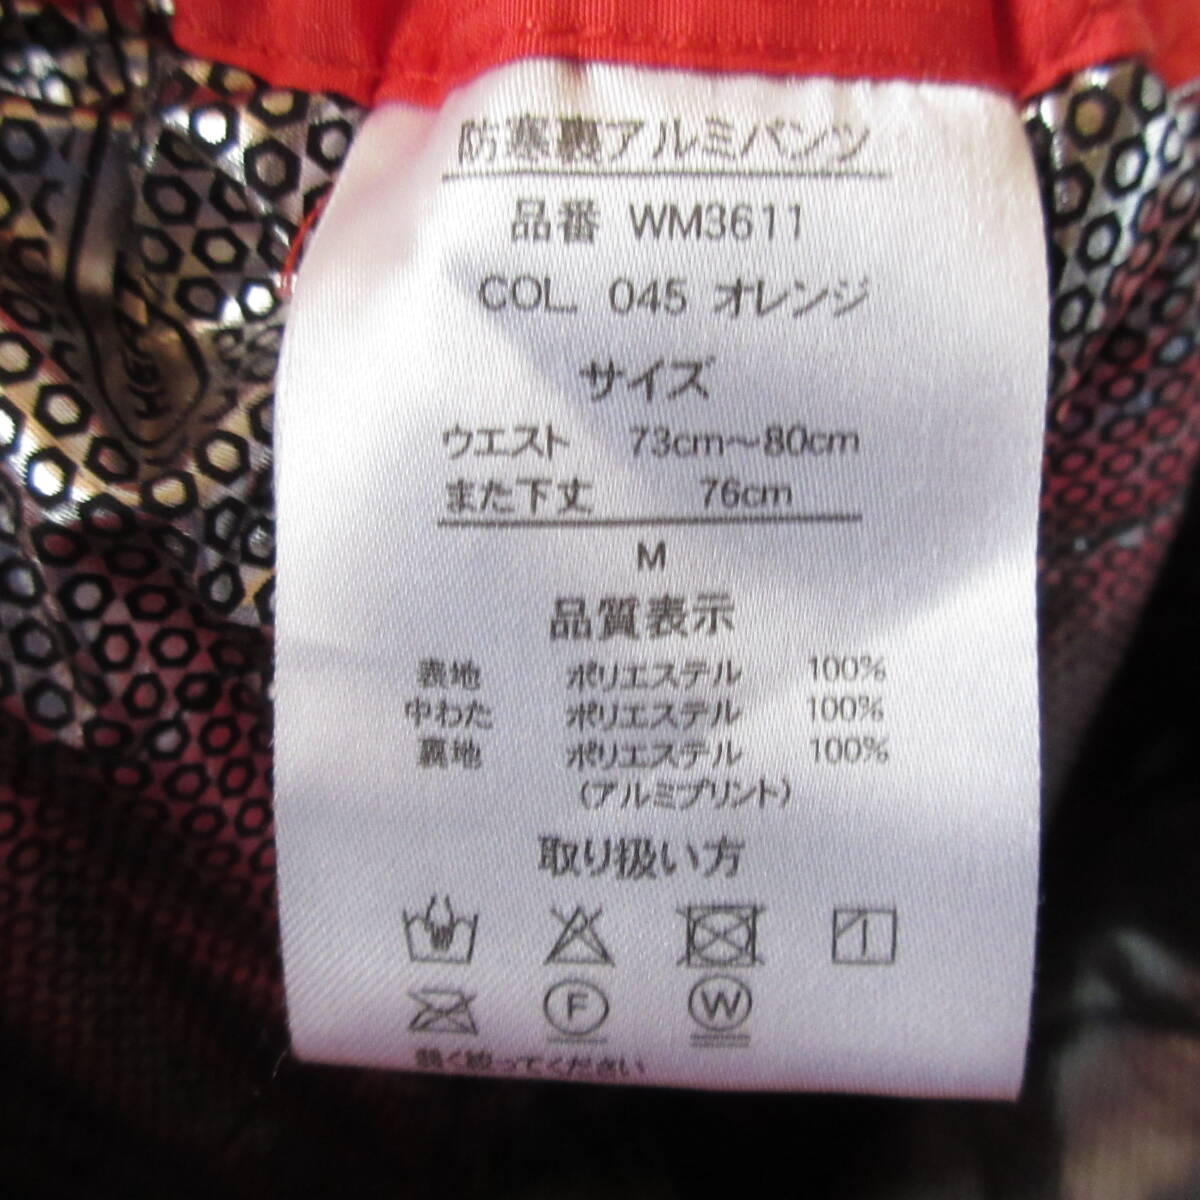 防寒裏アルミパンツ
品番 WM3611
COL. 045 オレンジ
サイズ
ウエスト 73cm～80cm
また下丈 76cm
M
品質表示
表地 ポリエステル 100%
中わた ポリエステル 100%
裏地 ポリエステル 100%
(アルミプリント)
取り扱い方
F W
弱く絞ってください